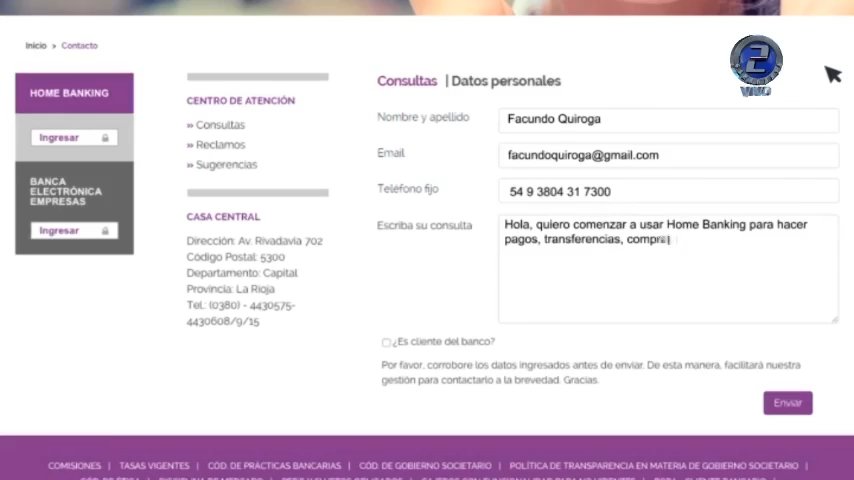 Inicio > Contacto
HOME BANKING
Ingresar
BANCA
ELECTRÓNICA
EMPRESAS
Ingresar
CENTRO DE ATENCIÓN
» Consultas
» Reclamos
» Sugerencias
CASA CENTRAL
Dirección: Av. Rivadavia 702
Código Postal: 5300
Departamento: Capital
Provincia: La Rioja
Tel.: (0380) - 4430575-
4430608/9/15
Consultas | Datos personales
Nombre y apellido
Facundo Quiroga
Email
facundoquiroga@gmail.com
Teléfono fijo
54 9 3804 31 7300
Escriba su consulta
Hola, quiero comenzar a usar Home Banking para hacer
pagos, transferencias, compra
¿Es cliente del banco?
Por favor, corrobore los datos ingresados antes de enviar. De esta manera, facilitará nuestra
gestión para contactarlo a la brevedad. Gracias.
Enviar
2
VIVO
COMISIONES | TASAS VIGENTES | CÓD. DE PRÁCTICAS BANCARIAS | CÓD. DE GOBIERNO SOCIETARIO | POLÍTICA DE TRANSPARENCIA EN MATERIA DE GOBIERNO SOCIETARIO |